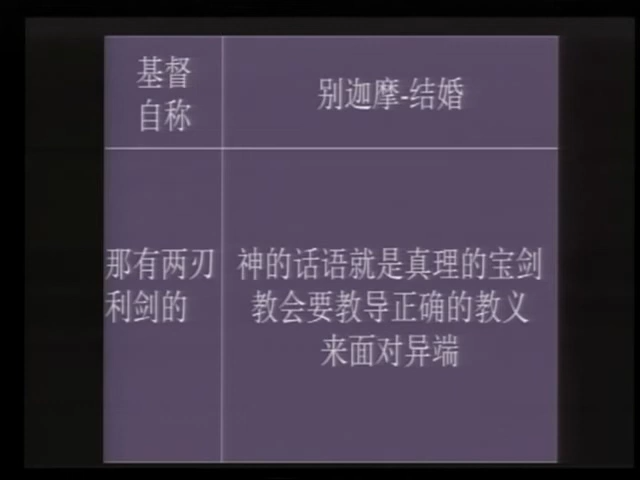 基督
自称
别迦摩-结婚
那有两刃
利剑的
神的话语就是真理的宝剑
教会要教导正确的教义
来面对异端